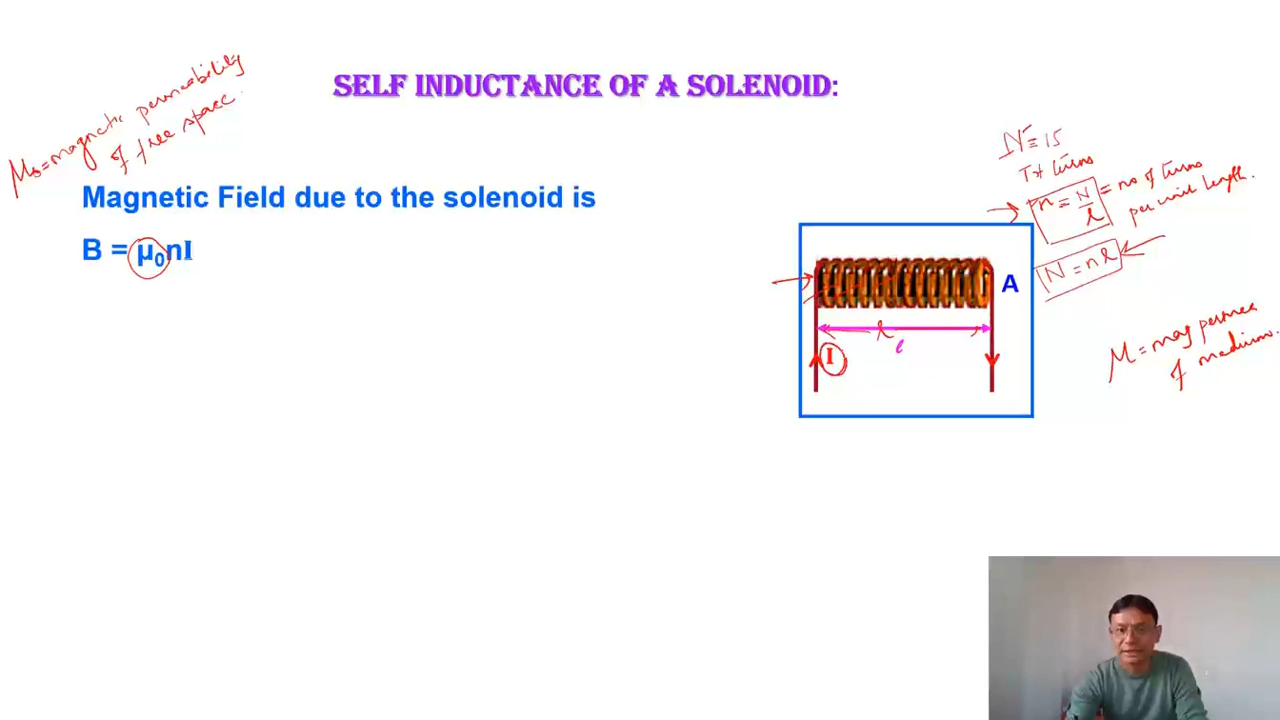 SELF INDUCTANCE OF A SOLENOID:
μ₀ = magnetic permeability
of free space.
Magnetic Field due to the solenoid is
B = μ₀nI
N = 15
Tot turns
n = N/l = no of turns
per unit length.
N = nl
A
l
l
I
μ = mag permea
of medium.